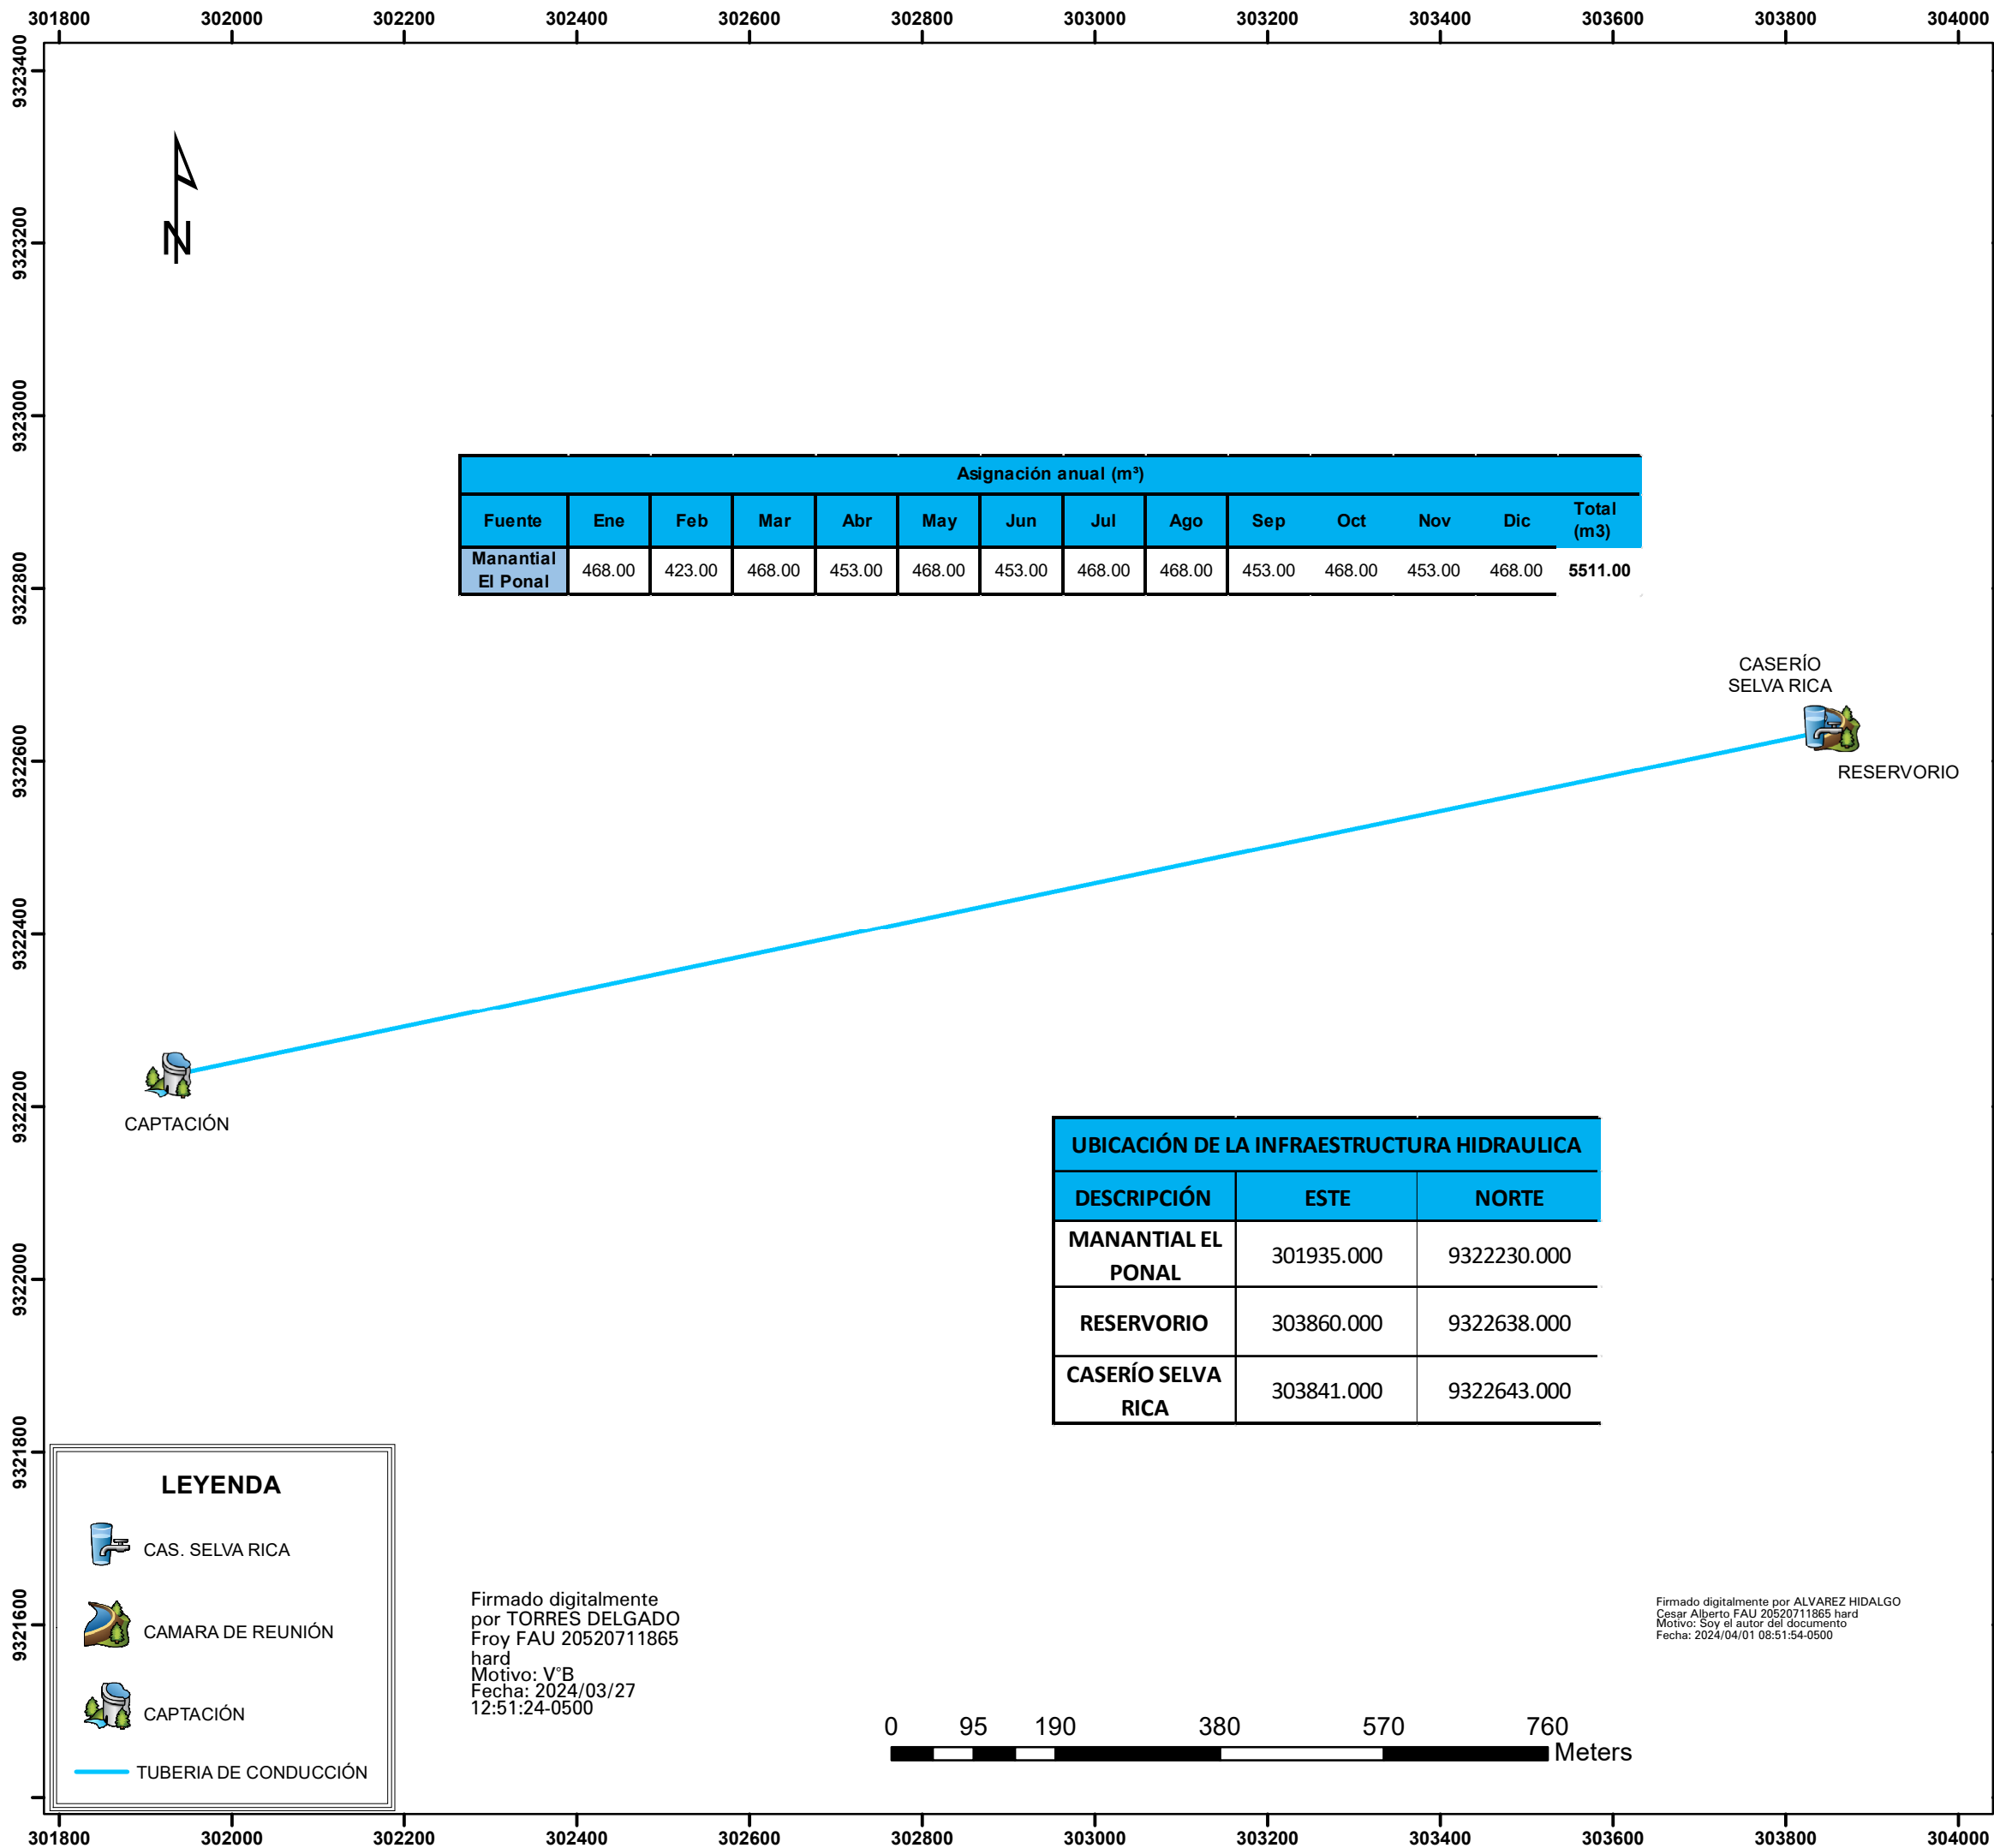 301800 302000 302200 302400 302600 302800 303000 303200 303400 303600 303800 304000
9323400
9323200
9323000
9322800
9322600
9322400
9322200
9322000
9321800
9321600
N
Asignación anual (m³)
Fuente Ene Feb Mar Abr May Jun Jul Ago Sep Oct Nov Dic Total (m3)
Manantial El Ponal 468.00 423.00 468.00 453.00 468.00 453.00 468.00 468.00 453.00 468.00 453.00 468.00 5511.00
CASERÍO
SELVA RICA
RESERVORIO
CAPTACIÓN
UBICACIÓN DE LA INFRAESTRUCTURA HIDRAULICA
DESCRIPCIÓN ESTE NORTE
MANANTIAL EL PONAL 301935.000 9322230.000
RESERVORIO 303860.000 9322638.000
CASERÍO SELVA RICA 303841.000 9322643.000
LEYENDA
CAS. SELVA RICA
CAMARA DE REUNIÓN
CAPTACIÓN
TUBERIA DE CONDUCCIÓN
Firmado digitalmente
por TORRES DELGADO
Froy FAU 20520711865
hard
Motivo: V°B
Fecha: 2024/03/27
12:51:24-0500
Firmado digitalmente por ALVAREZ HIDALGO
Cesar Alberto FAU 20520711865 hard
Motivo: Soy el autor del documento
Fecha: 2024/04/01 08:51:54-0500
0 95 190 380 570 760
Meters
301800 302000 302200 302400 302600 302800 303000 303200 303400 303600 303800 304000